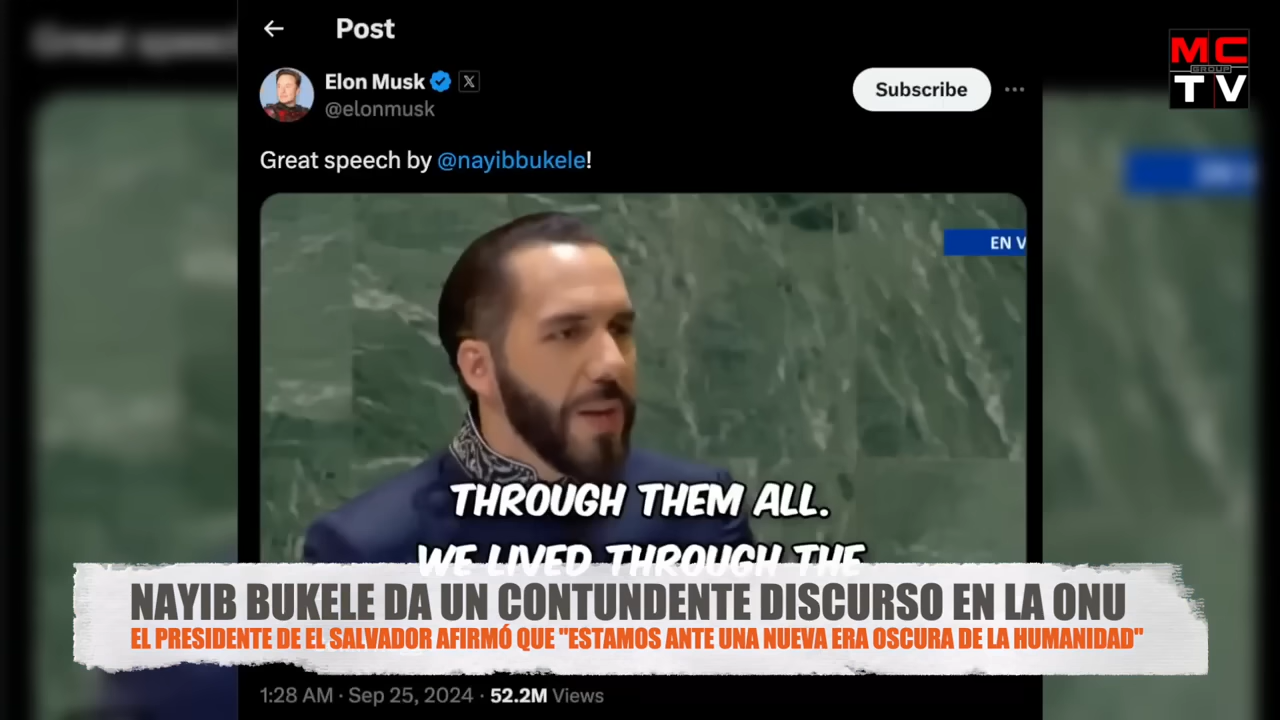 Post
MC
GROUP
TV
Elon Musk
@elonmusk
Subscribe
Great speech by @nayibbukele!
EN V
THROUGH THEM ALL.
WE LIVED THROUGH THE
NAYIB BUKELE DA UN CONTUNDENTE DISCURSO EN LA ONU
EL PRESIDENTE DE EL SALVADOR AFIRMÓ QUE "ESTAMOS ANTE UNA NUEVA ERA OSCURA DE LA HUMANIDAD"
1:28 AM · Sep 25, 2024 · 52.2M Views